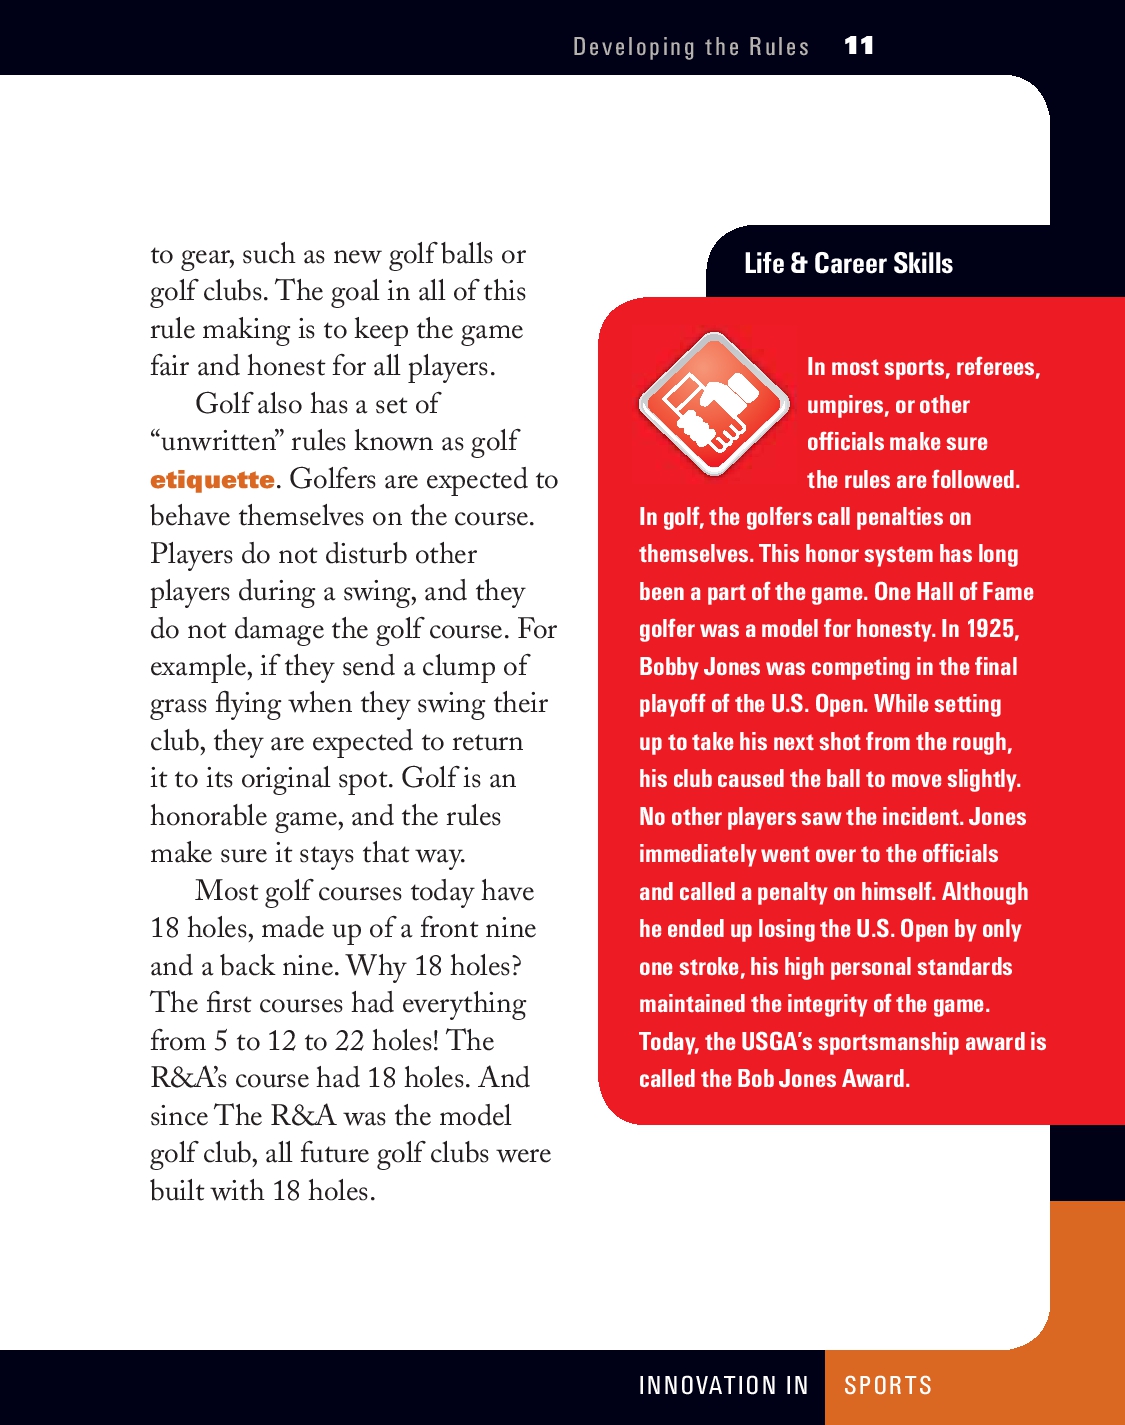 Developing the Rules 11
to gear, such as new golf balls or
golf clubs. The goal in all of this
rule making is to keep the game
fair and honest for all players.
Golf also has a set of
“unwritten” rules known as golf
etiquette. Golfers are expected to
behave themselves on the course.
Players do not disturb other
players during a swing, and they
do not damage the golf course. For
example, if they send a clump of
grass flying when they swing their
club, they are expected to return
it to its original spot. Golf is an
honorable game, and the rules
make sure it stays that way.
Most golf courses today have
18 holes, made up of a front nine
and a back nine. Why 18 holes?
The first courses had everything
from 5 to 12 to 22 holes! The
R&A’s course had 18 holes. And
since The R&A was the model
golf club, all future golf clubs were
built with 18 holes.
Life & Career Skills
In most sports, referees,
umpires, or other
officials make sure
the rules are followed.
In golf, the golfers call penalties on
themselves. This honor system has long
been a part of the game. One Hall of Fame
golfer was a model for honesty. In 1925,
Bobby Jones was competing in the final
playoff of the U.S. Open. While setting
up to take his next shot from the rough,
his club caused the ball to move slightly.
No other players saw the incident. Jones
immediately went over to the officials
and called a penalty on himself. Although
he ended up losing the U.S. Open by only
one stroke, his high personal standards
maintained the integrity of the game.
Today, the USGA’s sportsmanship award is
called the Bob Jones Award.
INNOVATION IN SPORTS